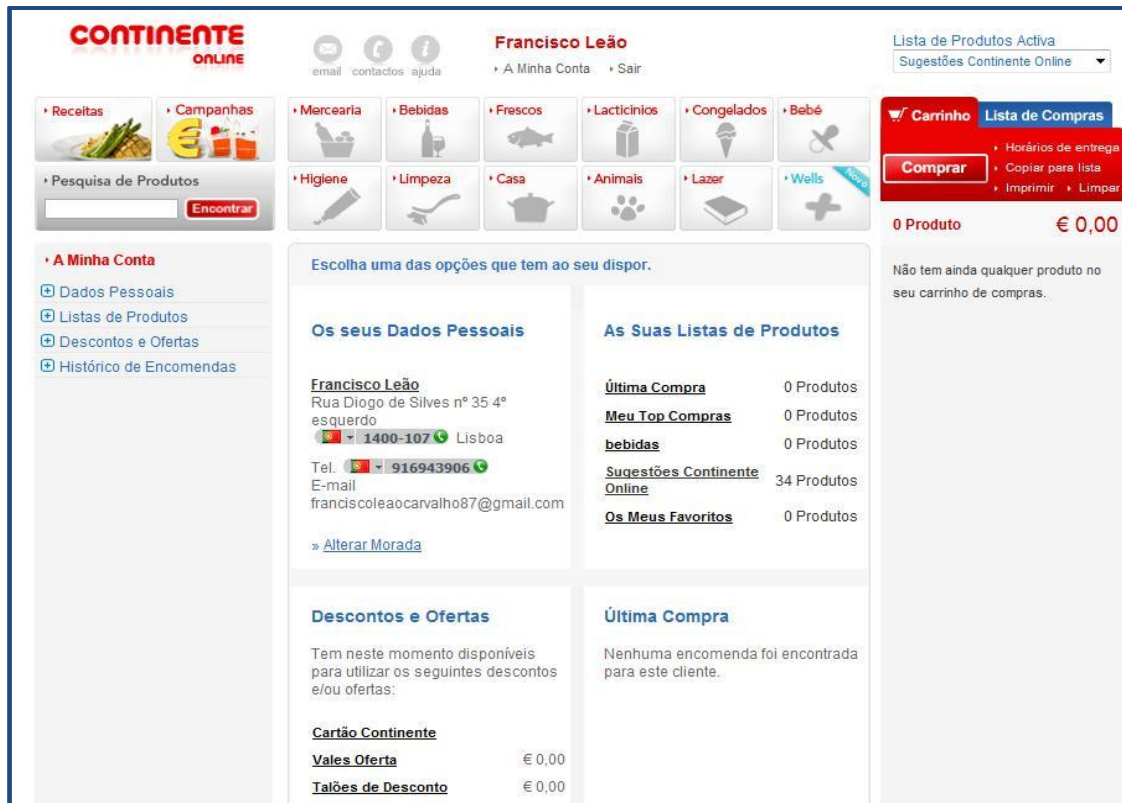 CONTINENTE
ONLINE
email contactos ajuda
Francisco Leão
A Minha Conta Sair
Lista de Produtos Activa
Sugestões Continente Online
Receitas
Campanhas
Mercearia
Bebidas
Frescos
Lacticinios
Congelados
Bebé
Carrinho
Lista de Compras
Comprar
Horários de entrega
Copiar para lista
Imprimir Limpar
Pesquisa de Produtos
Encontrar
Higiene
Limpeza
Casa
Animais
Lazer
Wells
Novo
0 Produto € 0,00
Não tem ainda qualquer produto no
seu carrinho de compras.
A Minha Conta
Dados Pessoais
Listas de Produtos
Descontos e Ofertas
Histórico de Encomendas
Escolha uma das opções que tem ao seu dispor.
Os seus Dados Pessoais
Francisco Leão
Rua Diogo de Silves nº 35 4º
esquerdo
1400-107 Lisboa
Tel. 916943906
E-mail
franciscoleaocarvalho87@gmail.com
» Alterar Morada
As Suas Listas de Produtos
Última Compra 0 Produtos
Meu Top Compras 0 Produtos
bebidas 0 Produtos
Sugestões Continente
Online 34 Produtos
Os Meus Favoritos 0 Produtos
Descontos e Ofertas
Tem neste momento disponíveis
para utilizar os seguintes descontos
e/ou ofertas:
Cartão Continente
Vales Oferta € 0,00
Talões de Desconto € 0,00
Última Compra
Nenhuma encomenda foi encontrada
para este cliente.